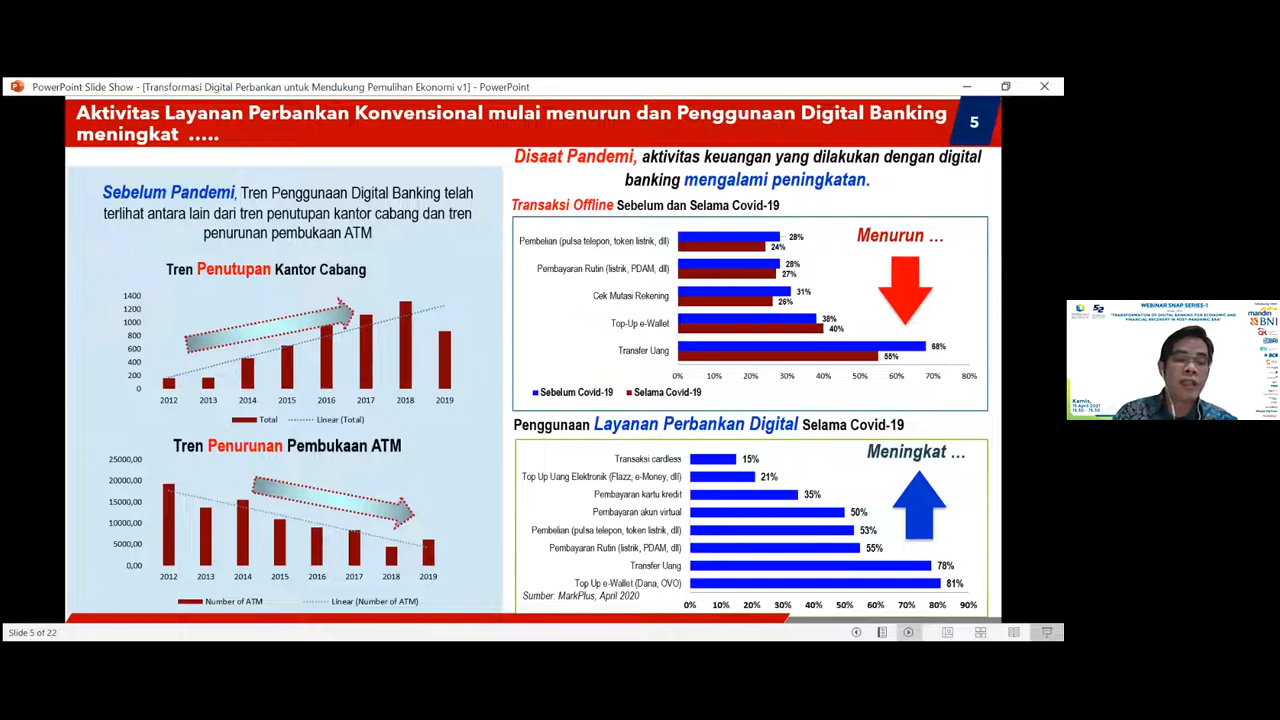 PowerPoint Slide Show - [Transformasi Digital Perbankan untuk Mendukung Pemulihan Ekonomi v1] - PowerPoint
Aktivitas Layanan Perbankan Konvensional mulai menurun dan Penggunaan Digital Banking
meningkat .....
5
Sebelum Pandemi, Tren Penggunaan Digital Banking telah
terlihat antara lain dari tren penutupan kantor cabang dan tren
penurunan pembukaan ATM
Tren Penutupan Kantor Cabang
1400
1200
1000
800
600
400
200
0
2012 2013 2014 2015 2016 2017 2018 2019
Total Linear (Total)
Tren Penurunan Pembukaan ATM
25000,00
20000,00
15000,00
10000,00
5000,00
0,00
2012 2013 2014 2015 2016 2017 2018 2019
Number of ATM Linear (Number of ATM)
Disaat Pandemi, aktivitas keuangan yang dilakukan dengan digital
banking mengalami peningkatan.
Transaksi Offline Sebelum dan Selama Covid-19
Menurun ...
Pembelian (pulsa telepon, token listrik, dll) 28%
24%
Pembayaran Rutin (listrik, PDAM, dll) 28%
27%
Cek Mutasi Rekening 31%
26%
Top-Up e-Wallet 38%
40%
Transfer Uang 68%
55%
0% 10% 20% 30% 40% 50% 60% 70% 80%
Sebelum Covid-19 Selama Covid-19
Penggunaan Layanan Perbankan Digital Selama Covid-19
Meningkat ...
Transaksi cardless 15%
Top Up Uang Elektronik (Flazz, e-Money, dll) 21%
Pembayaran kartu kredit 35%
Pembayaran akun virtual 50%
Pembelian (pulsa telepon, token listrik, dll) 53%
Pembayaran Rutin (listrik, PDAM, dll) 55%
Transfer Uang 78%
Top Up e-Wallet (Dana, OVO) 81%
Sumber: MarkPlus, April 2020
0% 10% 20% 30% 40% 50% 60% 70% 80% 90%
Slide 5 of 22
WEBINAR SNAP SERIES-1
"TRANSFORMATION OF DIGITAL BANKING FOR ECONOMIC AND
FINANCIAL RECOVERY IN POST-PANDEMIC ERA"
mandiri
BNI
Kamis,
15 April 2021
13.30 - 15.30